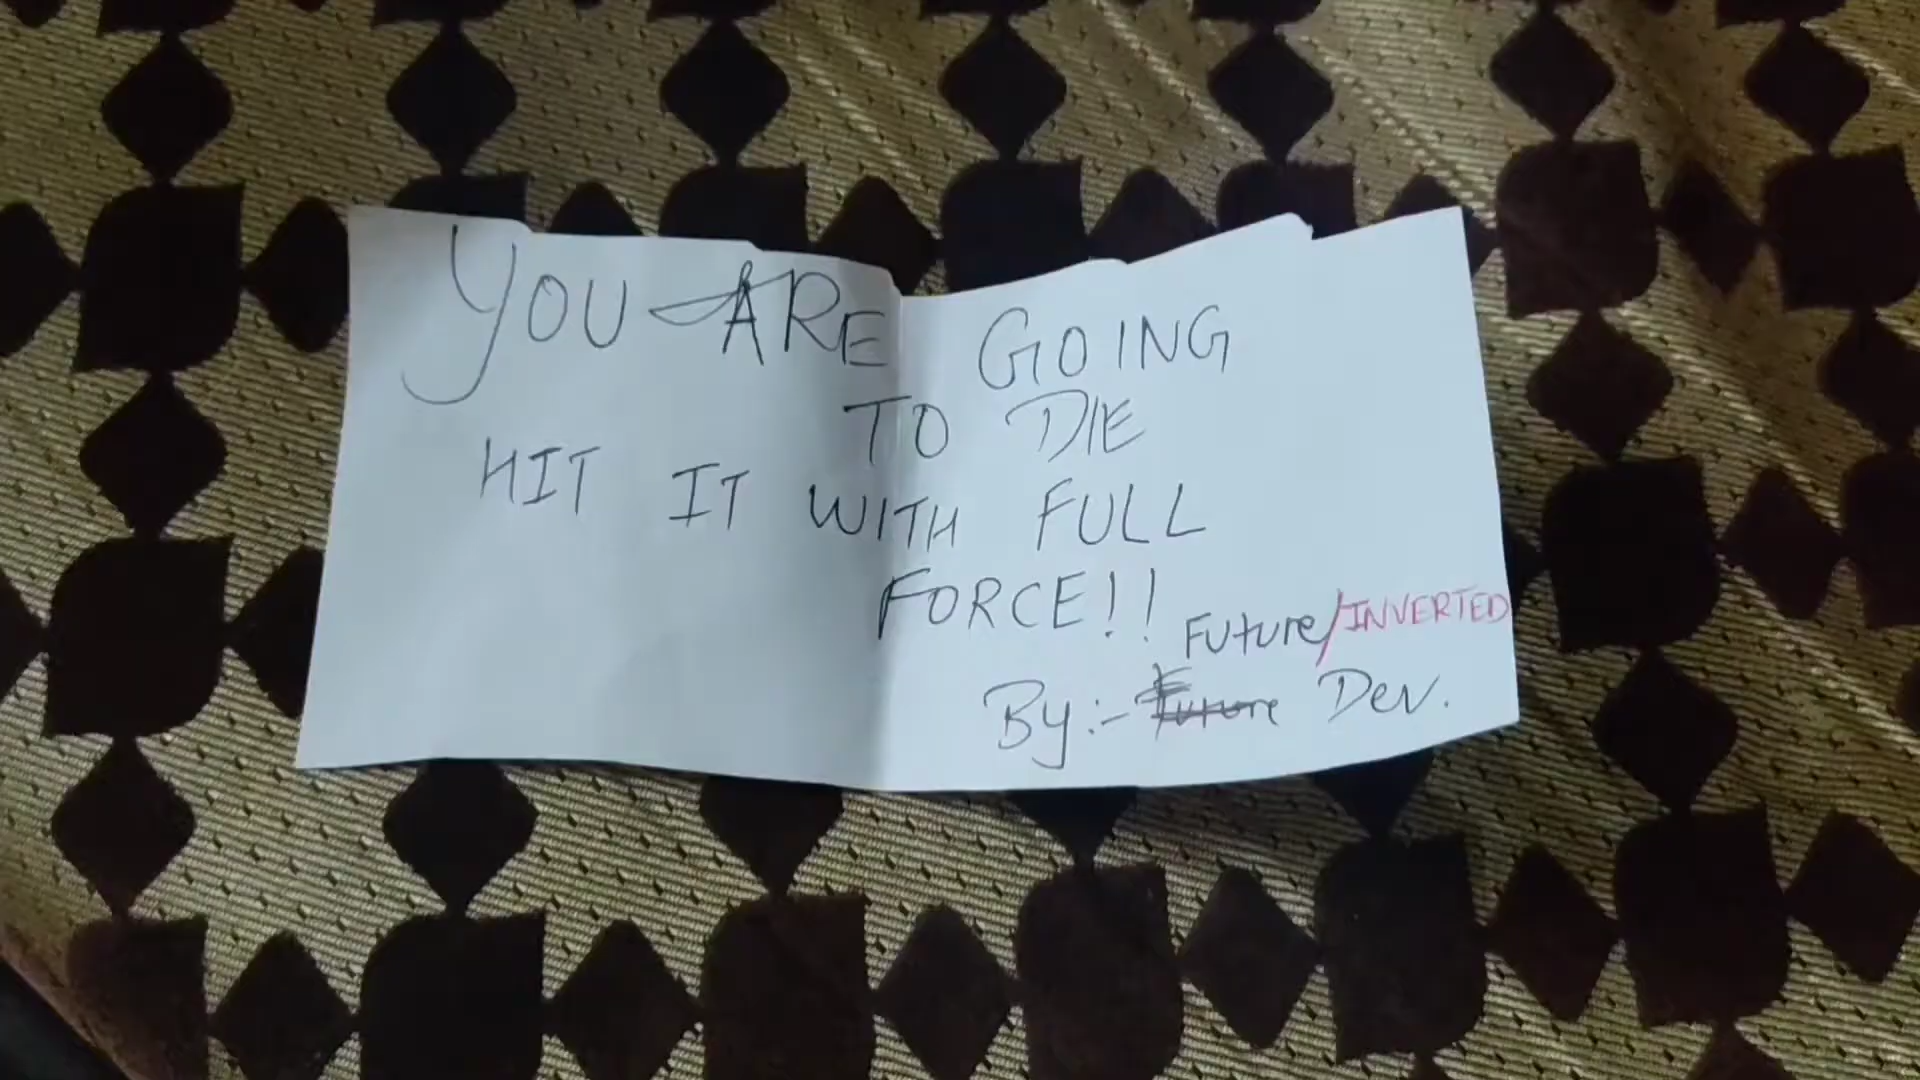 YOU ARE GOING
TO DIE
HIT IT WITH FULL
FORCE!!
Future/INVERTED
By:- Future Dev.